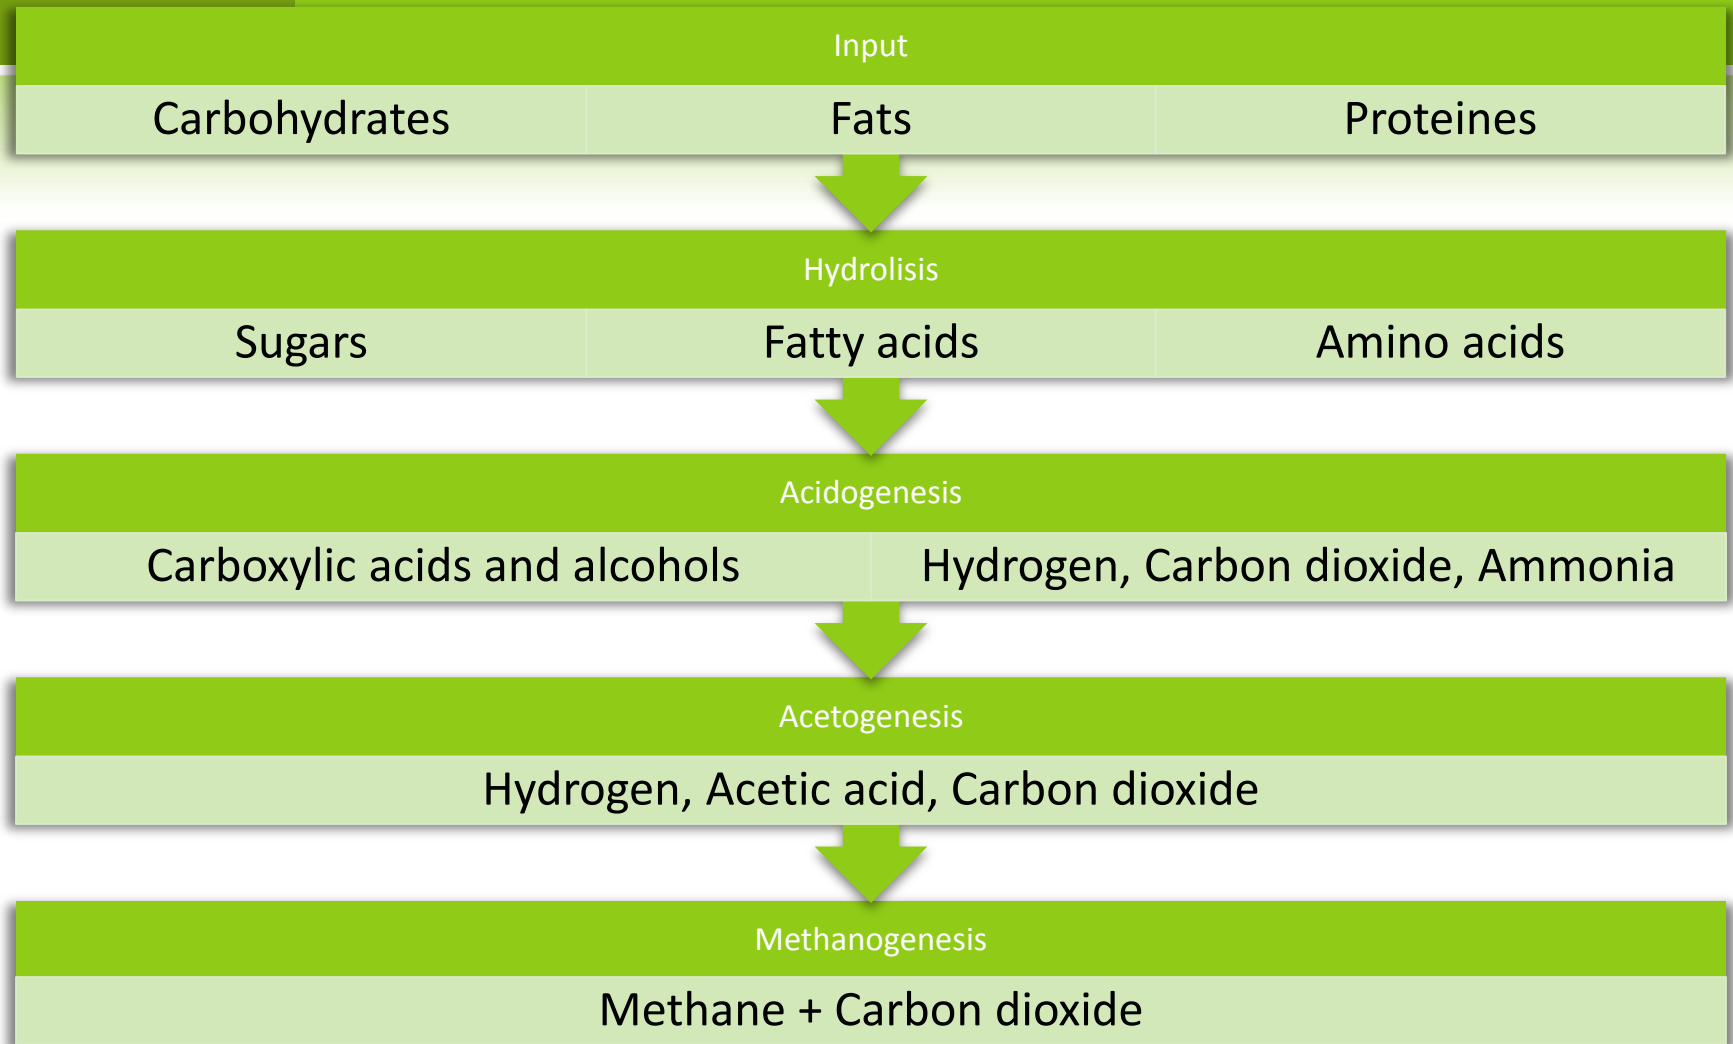 Input
Carbohydrates Fats Proteines
Hydrolisis
Sugars Fatty acids Amino acids
Acidogenesis
Carboxylic acids and alcohols Hydrogen, Carbon dioxide, Ammonia
Acetogenesis
Hydrogen, Acetic acid, Carbon dioxide
Methanogenesis
Methane + Carbon dioxide